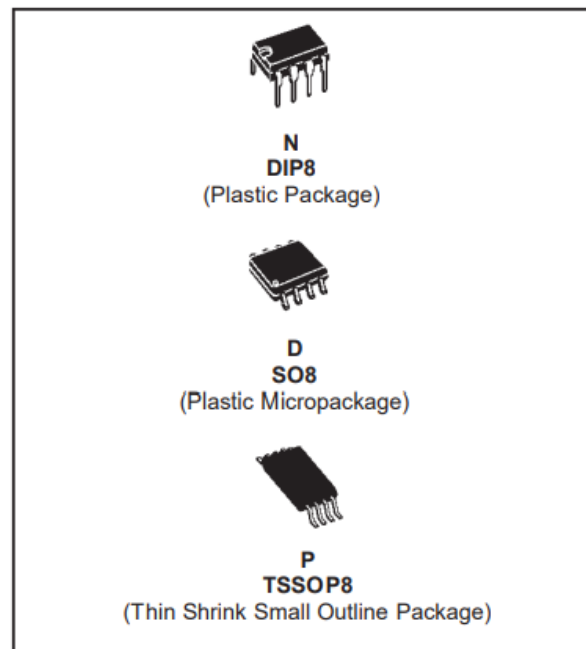 N
DIP8
(Plastic Package)
D
SO8
(Plastic Micropackage)
P
TSSOP8
(Thin Shrink Small Outline Package)